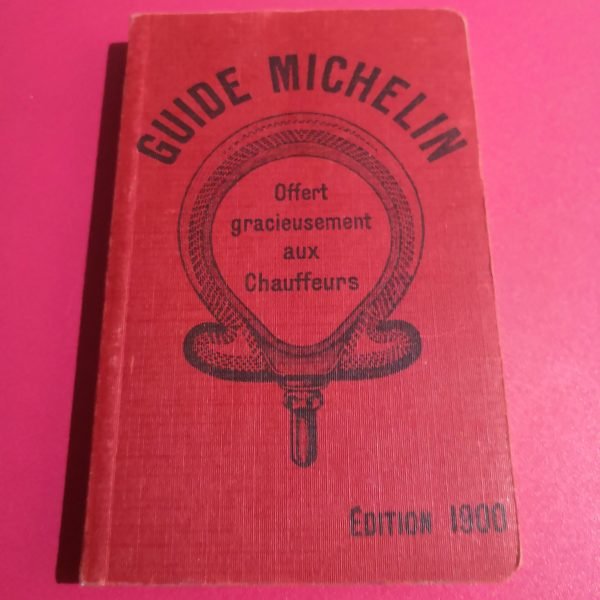 GUIDE MICHELIN
Offert
gracieusement
aux
Chauffeurs
ÉDITION 1900